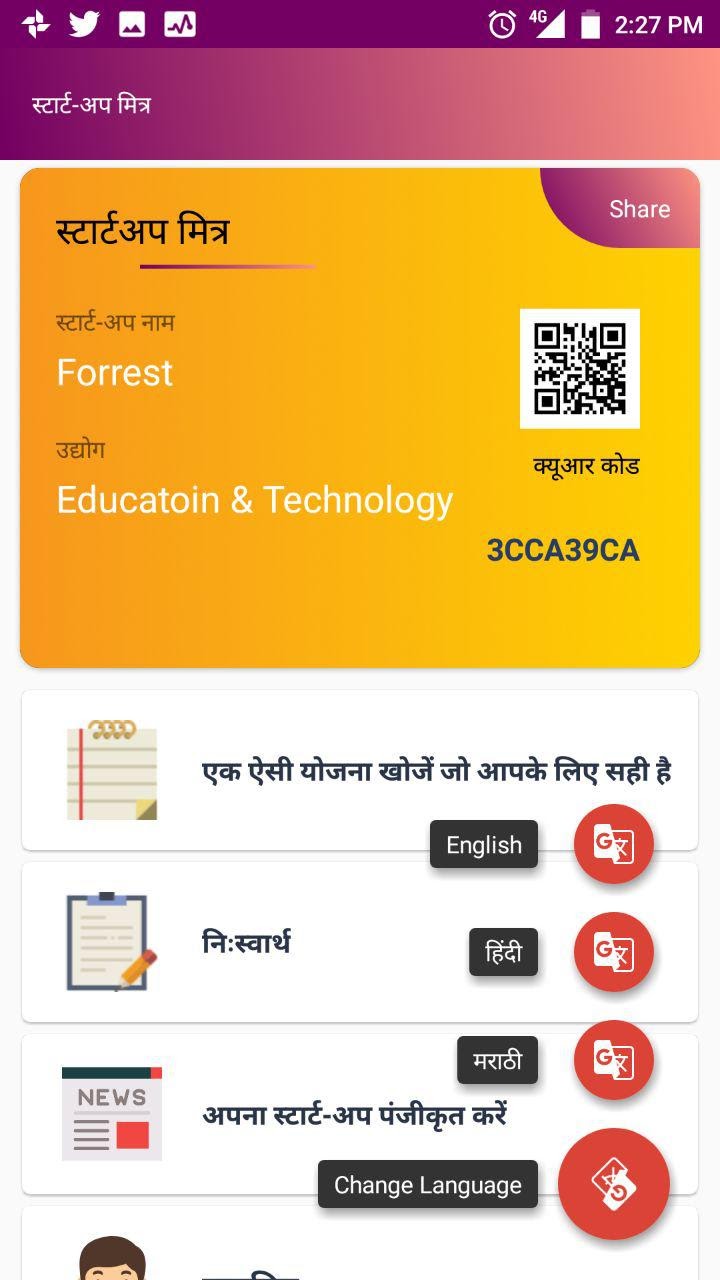 4G 2:27 PM
स्टार्ट-अप मित्र
Share
स्टार्टअप मित्र
स्टार्ट-अप नाम
Forrest
उद्योग
क्यूआर कोड
Educatoin & Technology
3CCA39CA
एक ऐसी योजना खोजें जो आपके लिए सही है
English
निःस्वार्थ
हिंदी
मराठी
NEWS
अपना स्टार्ट-अप पंजीकृत करें
Change Language